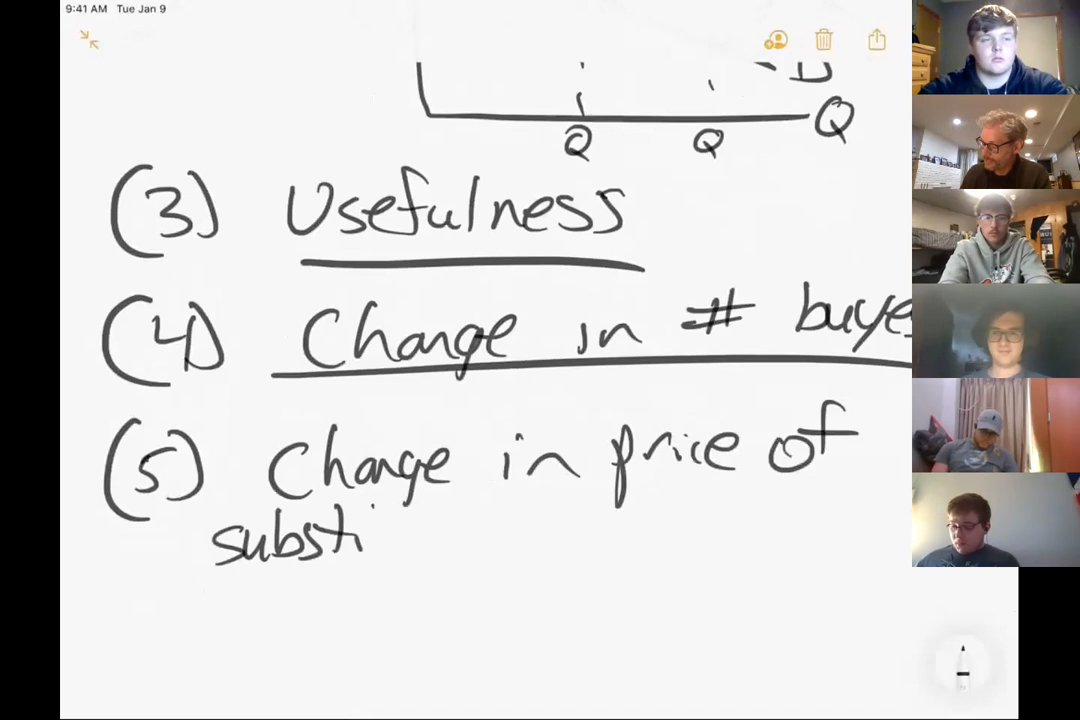 9:41 AM Tue Jan 9
Q
Q Q
(3) Usefulness
(4) Change in # buye
(5) Change in price of
substi